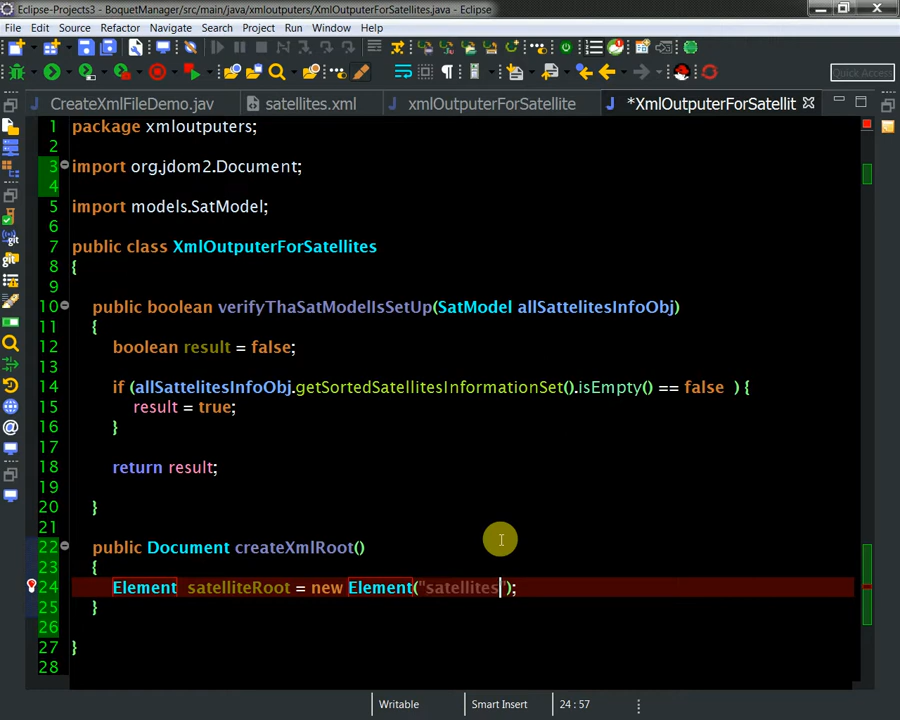 Eclipse-Projects3 - BoquetManager/src/main/java/xmloutputers/XmlOutputerForSatellites.java - Eclipse
File Edit Source Refactor Navigate Search Project Run Window Help
Quick Access
CreateXmlFileDemo.jav satellites.xml xmlOutputerForSatellite *XmlOutputerForSatellit
1 package xmloutputers;
2
3 import org.jdom2.Document;
4
5 import models.SatModel;
6
7 public class XmlOutputerForSatellites
8 {
9
10 public boolean verifyThaSatModelIsSetUp(SatModel allSattelitesInfoObj)
11 {
12 boolean result = false;
13
14 if (allSattelitesInfoObj.getSortedSatellitesInformationSet().isEmpty() == false ) {
15 result = true;
16 }
17
18 return result;
19
20 }
21
22 public Document createXmlRoot()
23 {
24 Element satelliteRoot = new Element("satellites");
25 }
26
27 }
28
Writable Smart Insert 24 : 57